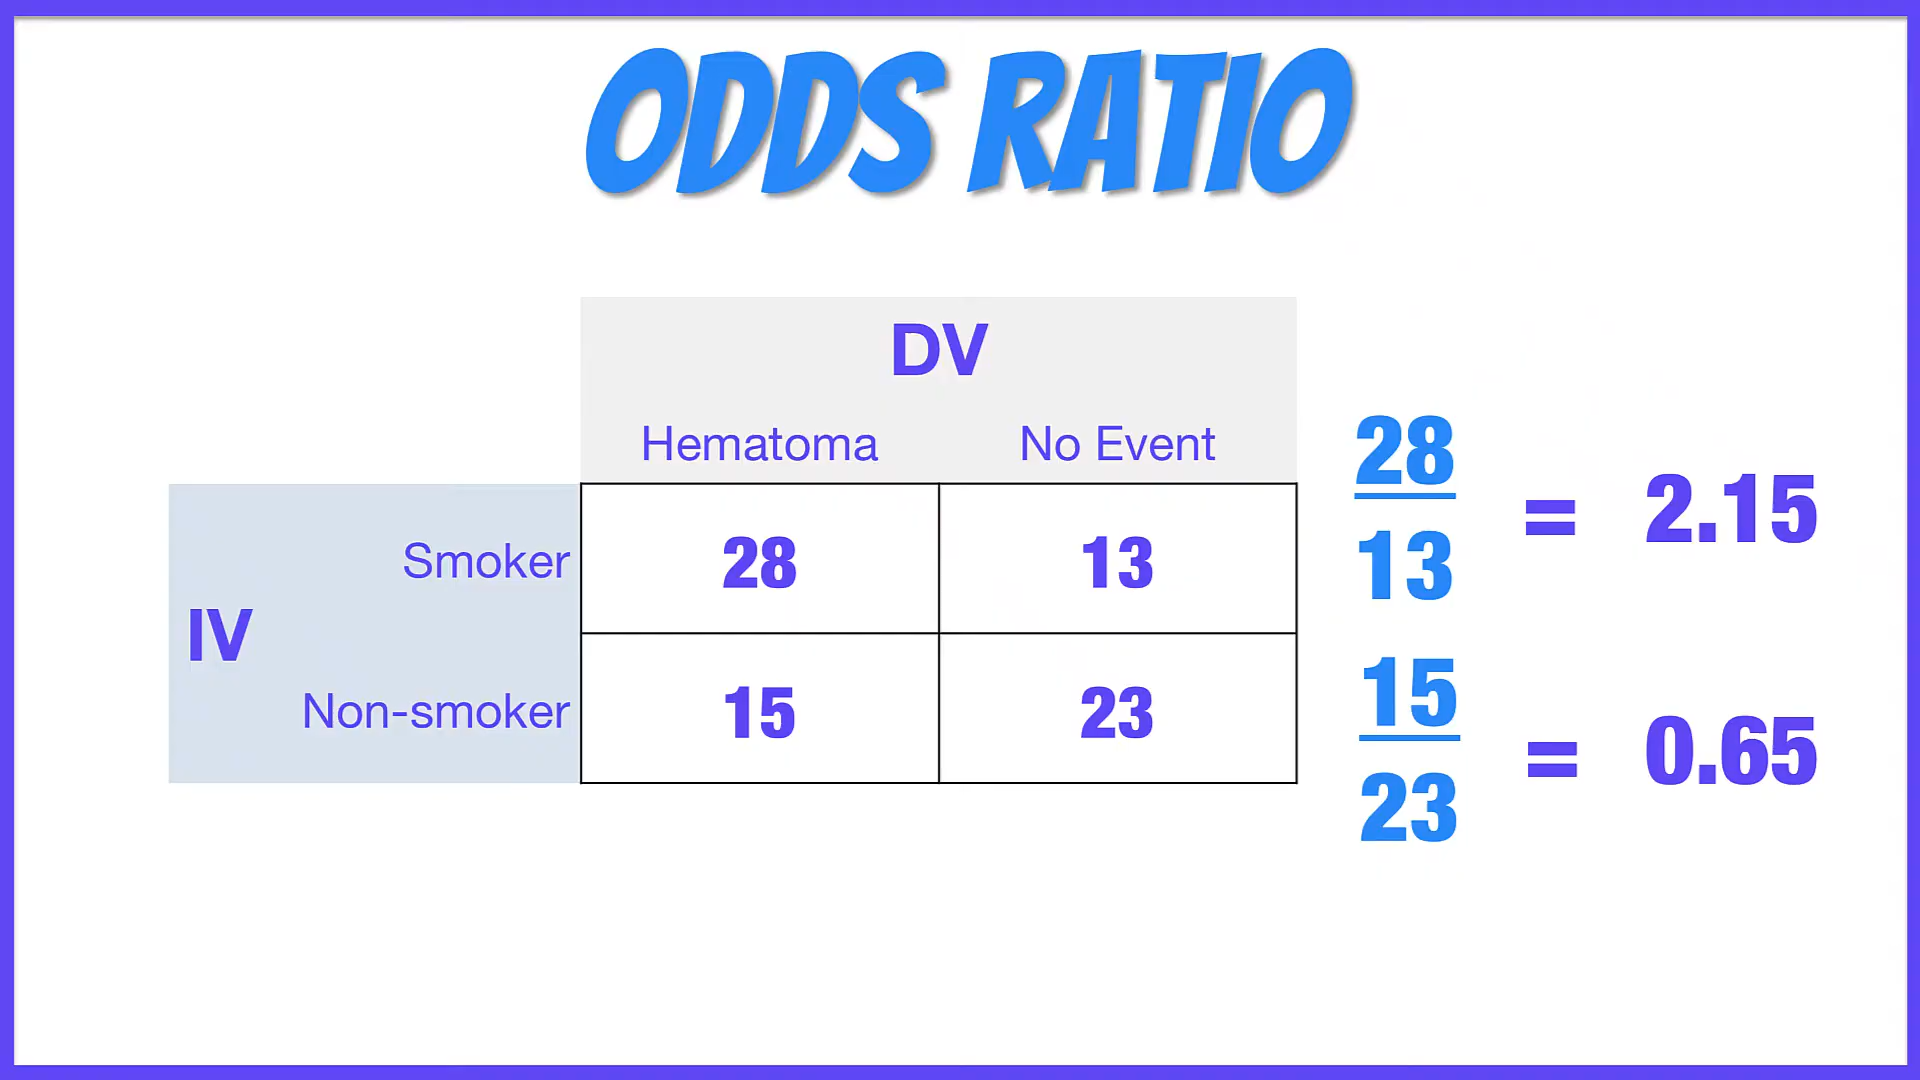 ODDS RATIO
DV
Hematoma No Event
IV
Smoker 28 13
Non-smoker 15 23
28
13
= 2.15
15
23
= 0.65